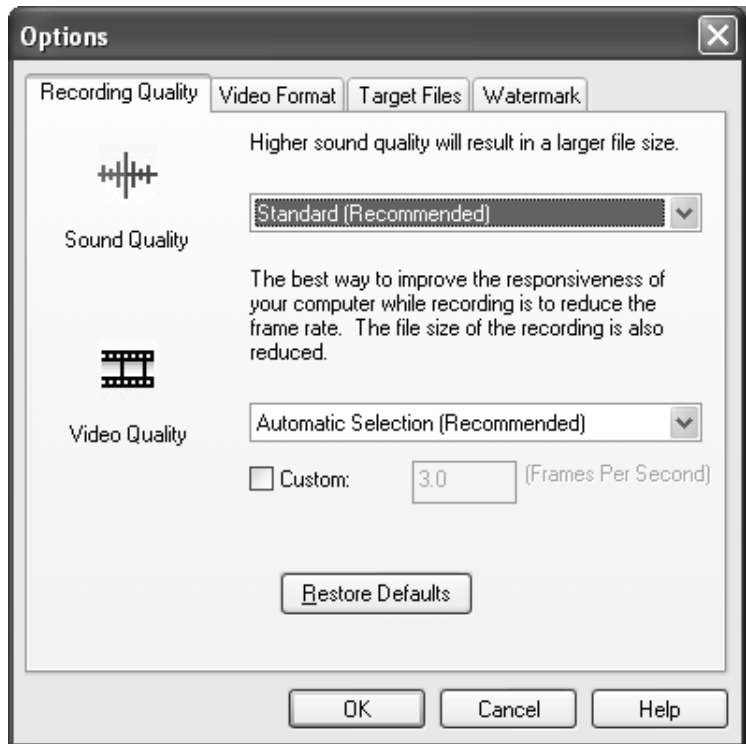 Options
Recording Quality Video Format Target Files Watermark
Higher sound quality will result in a larger file size.
Standard (Recommended)
Sound Quality
The best way to improve the responsiveness of
your computer while recording is to reduce the
frame rate. The file size of the recording is also
reduced.
Automatic Selection (Recommended)
Video Quality
Custom: 3.0 (Frames Per Second)
Restore Defaults
OK Cancel Help